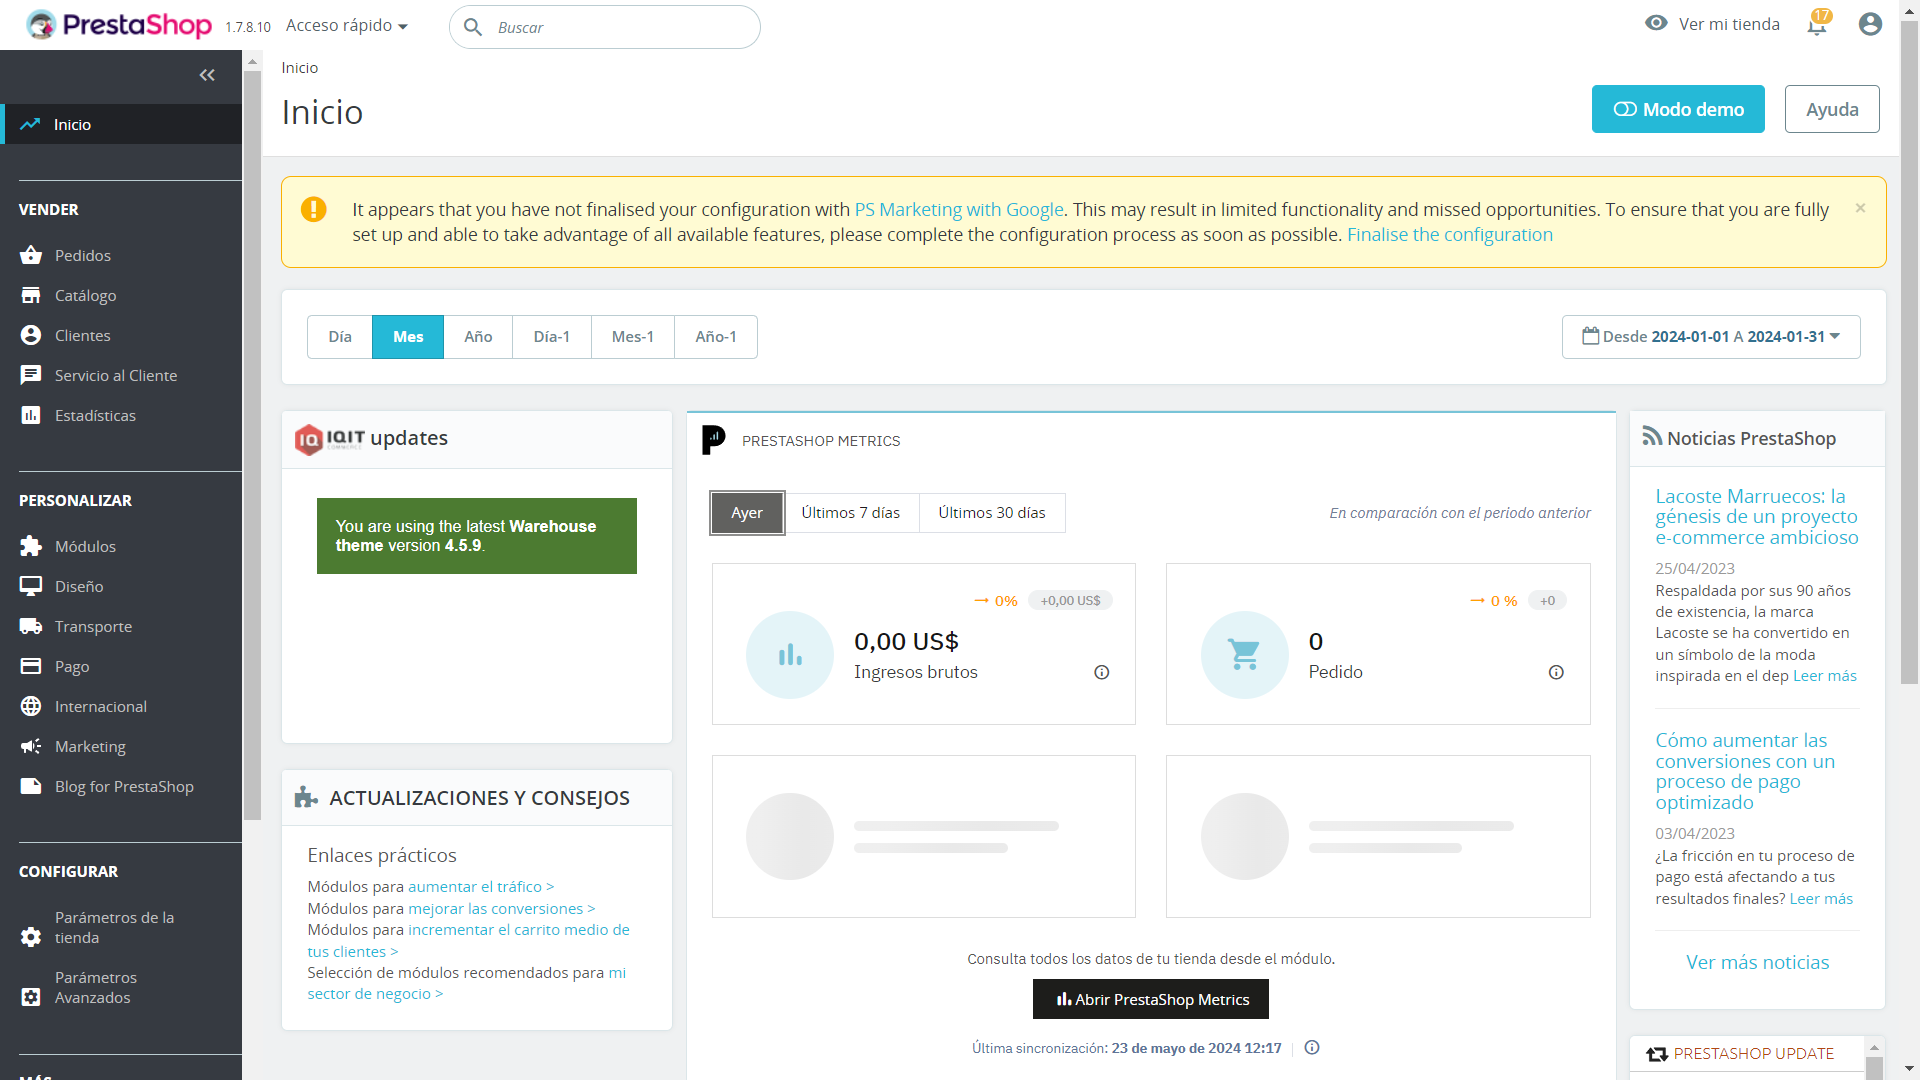 PrestaShop 1.7.8.10 Acceso rápido Buscar Ver mi tienda 17
Inicio
Inicio
Modo demo Ayuda
Inicio
VENDER
Pedidos
Catálogo
Clientes
Servicio al Cliente
Estadísticas
PERSONALIZAR
Módulos
Diseño
Transporte
Pago
Internacional
Marketing
Blog for PrestaShop
CONFIGURAR
Parámetros de la
tienda
Parámetros
Avanzados
MÁS
It appears that you have not finalised your configuration with PS Marketing with Google. This may result in limited functionality and missed opportunities. To ensure that you are fully
set up and able to take advantage of all available features, please complete the configuration process as soon as possible. Finalise the configuration
×
Día Mes Año Día-1 Mes-1 Año-1
Desde 2024-01-01 A 2024-01-31
IQ IQIT COMMERCE updates
You are using the latest Warehouse
theme version 4.5.9.
ACTUALIZACIONES Y CONSEJOS
Enlaces prácticos
Módulos para aumentar el tráfico >
Módulos para mejorar las conversiones >
Módulos para incrementar el carrito medio de
tus clientes >
Selección de módulos recomendados para mi
sector de negocio >
PRESTASHOP METRICS
Ayer Últimos 7 días Últimos 30 días
En comparación con el periodo anterior
0% +0,00 US$
0,00 US$
Ingresos brutos
0 % +0
0
Pedido
Consulta todos los datos de tu tienda desde el módulo.
Abrir PrestaShop Metrics
Última sincronización: 23 de mayo de 2024 12:17
Noticias PrestaShop
Lacoste Marruecos: la
génesis de un proyecto
e-commerce ambicioso
25/04/2023
Respaldada por sus 90 años
de existencia, la marca
Lacoste se ha convertido en
un símbolo de la moda
inspirada en el dep Leer más
Cómo aumentar las
conversiones con un
proceso de pago
optimizado
03/04/2023
¿La fricción en tu proceso de
pago está afectando a tus
resultados finales? Leer más
Ver más noticias
PRESTASHOP UPDATE